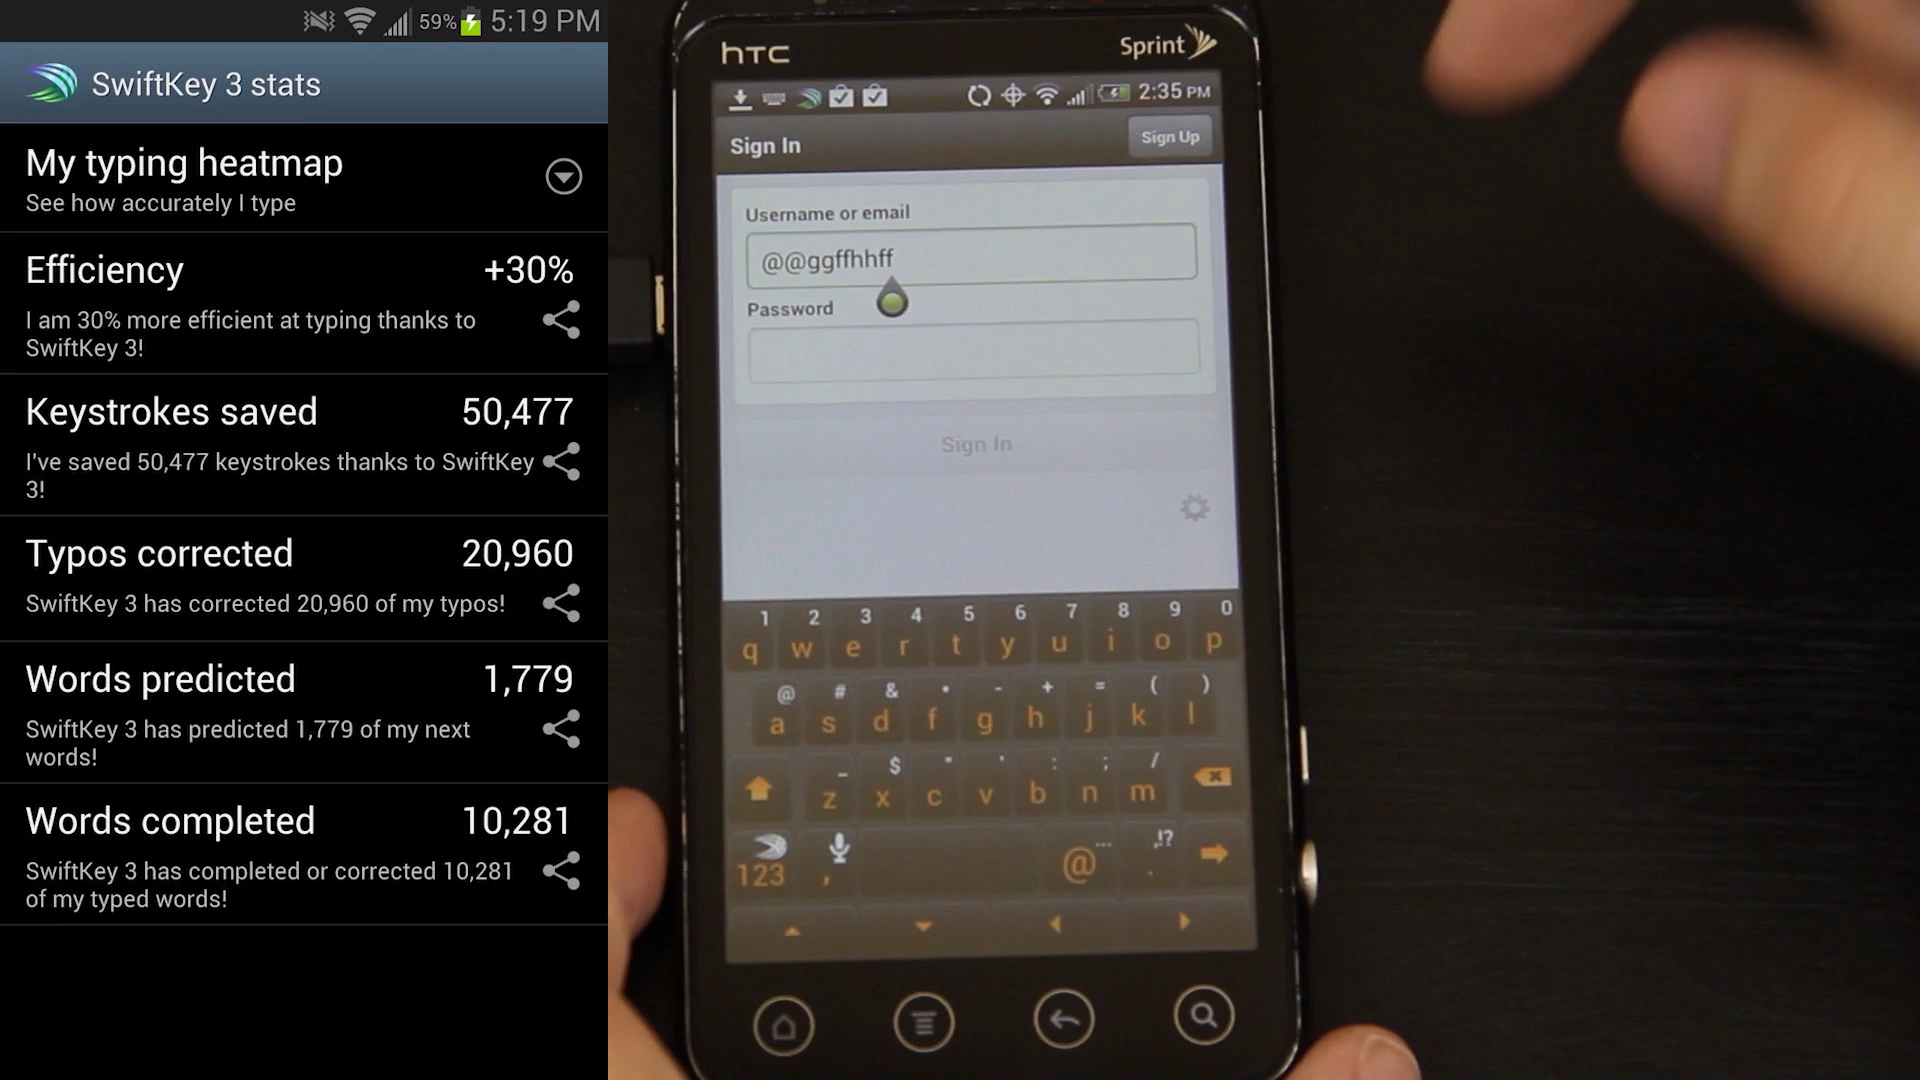 59% 5:19 PM
SwiftKey 3 stats
My typing heatmap
See how accurately I type
Efficiency +30%
I am 30% more efficient at typing thanks to
SwiftKey 3!
Keystrokes saved 50,477
I've saved 50,477 keystrokes thanks to SwiftKey
3!
Typos corrected 20,960
SwiftKey 3 has corrected 20,960 of my typos!
Words predicted 1,779
SwiftKey 3 has predicted 1,779 of my next
words!
Words completed 10,281
SwiftKey 3 has completed or corrected 10,281
of my typed words!
hTC Sprint
2:35 PM
Sign In Sign Up
Username or email
@@ggffhhff
Password
Sign In
1 2 3 4 5 6 7 8 9 0
q w e r t y u i o p
@ # & * - + = ( )
a s d f g h j k l
_ $ " ' : ; /
z x c v b n m
... ,!?
123 , @ .